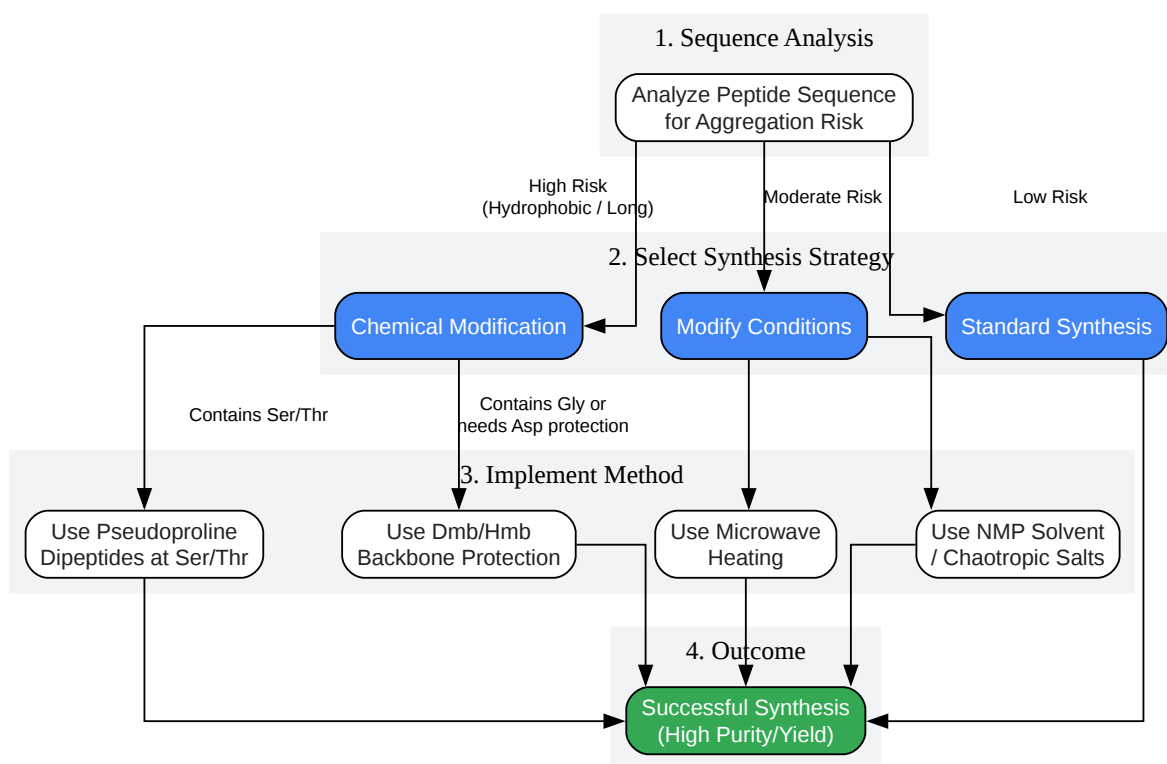 1. Sequence Analysis
Analyze Peptide Sequence
for Aggregation Risk
High Risk
(Hydrophobic / Long)
Moderate Risk
Low Risk
2. Select Synthesis Strategy
Chemical Modification
Modify Conditions
Standard Synthesis
Contains Ser/Thr
Contains Gly or
needs Asp protection
3. Implement Method
Use Pseudoproline
Dipeptides at Ser/Thr
Use Dmb/Hmb
Backbone Protection
Use Microwave
Heating
Use NMP Solvent
/ Chaotropic Salts
4. Outcome
Successful Synthesis
(High Purity/Yield)